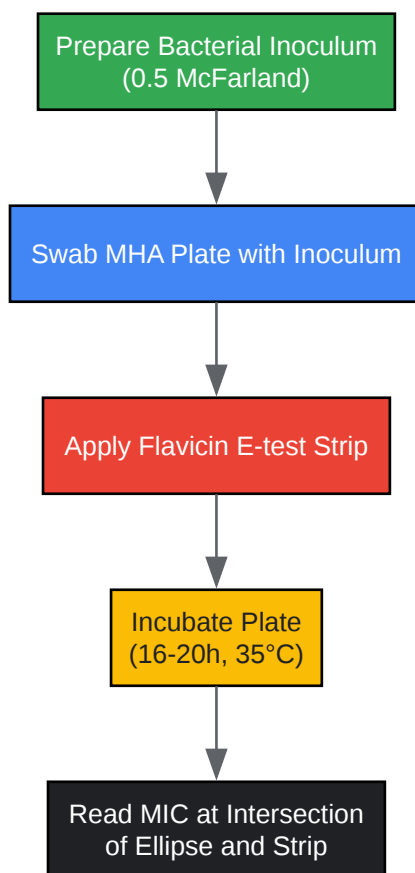 Prepare Bacterial Inoculum
(0.5 McFarland)
Swab MHA Plate with Inoculum
Apply Flavicin E-test Strip
Incubate Plate
(16-20h, 35°C)
Read MIC at Intersection
of Ellipse and Strip